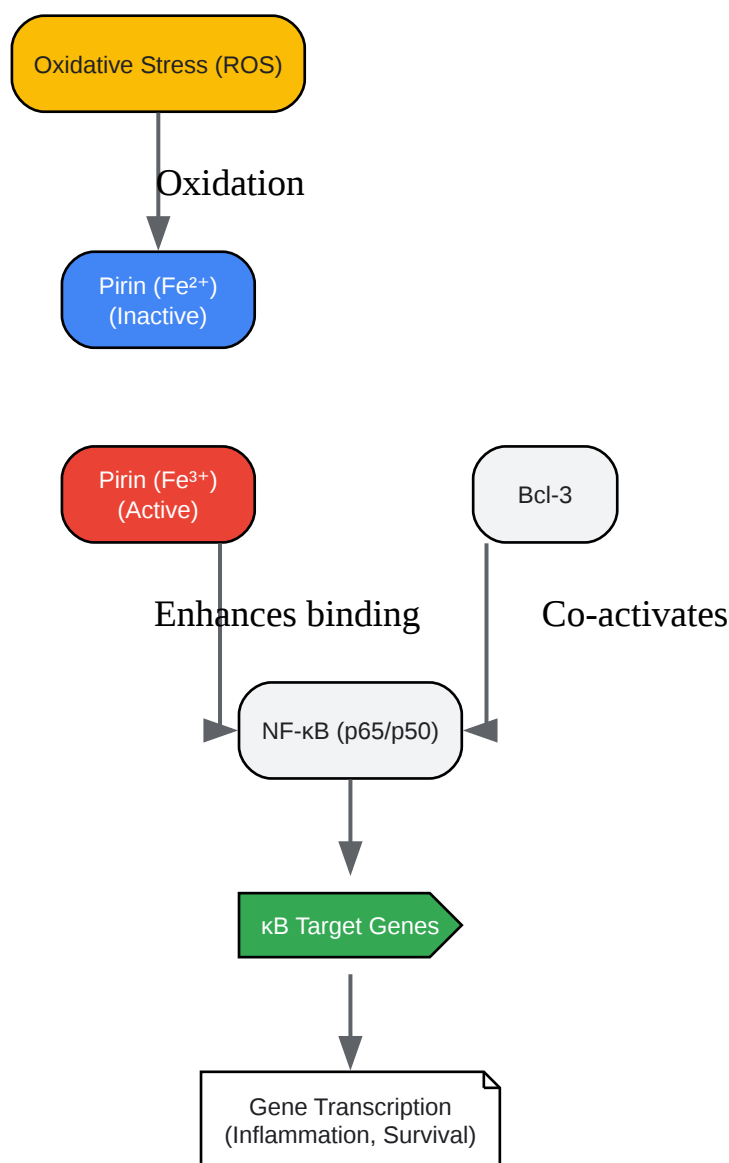 Oxidative Stress (ROS)
Oxidation
Pirin (Fe²⁺)
(Inactive)
Pirin (Fe³⁺)
(Active)
Bcl-3
Enhances binding
Co-activates
NF-κB (p65/p50)
κB Target Genes
Gene Transcription
(Inflammation, Survival)